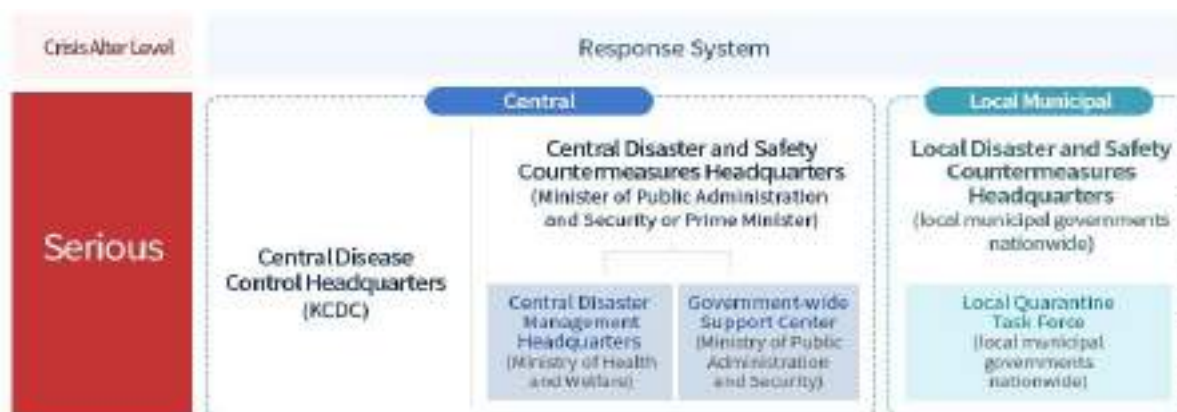 Crisis Alter Level
Response System
Serious
Central
Central Disease
Control Headquarters
(KCDC)
Central Disaster and Safety
Countermeasures Headquarters
(Minister of Public Administration
and Security or Prime Minister)
Central Disaster
Management
Headquarters
(Ministry of Health
and Welfare)
Government-wide
Support Center
(Ministry of Public
Administration
and Security)
Local Municipal
Local Disaster and Safety
Countermeasures
Headquarters
(local municipal governments
nationwide)
Local Quarantine
Task Force
(local municipal
governments
nationwide)